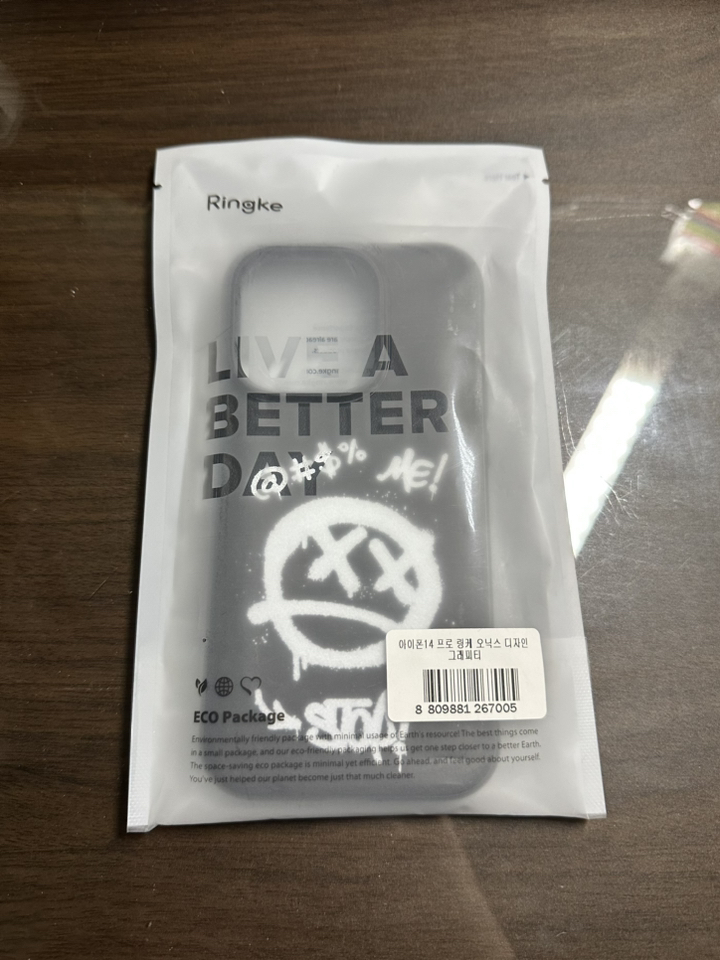 Ringke
LIVE A
BETTER
DAY
@#$% ME!
아이폰14 프로 링케 오닉스 디자인
그래피티
8 809881 267005
ECO Package
Environmentally friendly package with minimal usage of Earth's resource! The best things come
in a small package, and our eco-friendly packaging helps us get one step closer to a better Earth.
The space-saving eco package is minimal yet efficient. Go ahead, and feel good about yourself.
You've just helped our planet become just that much cleaner.